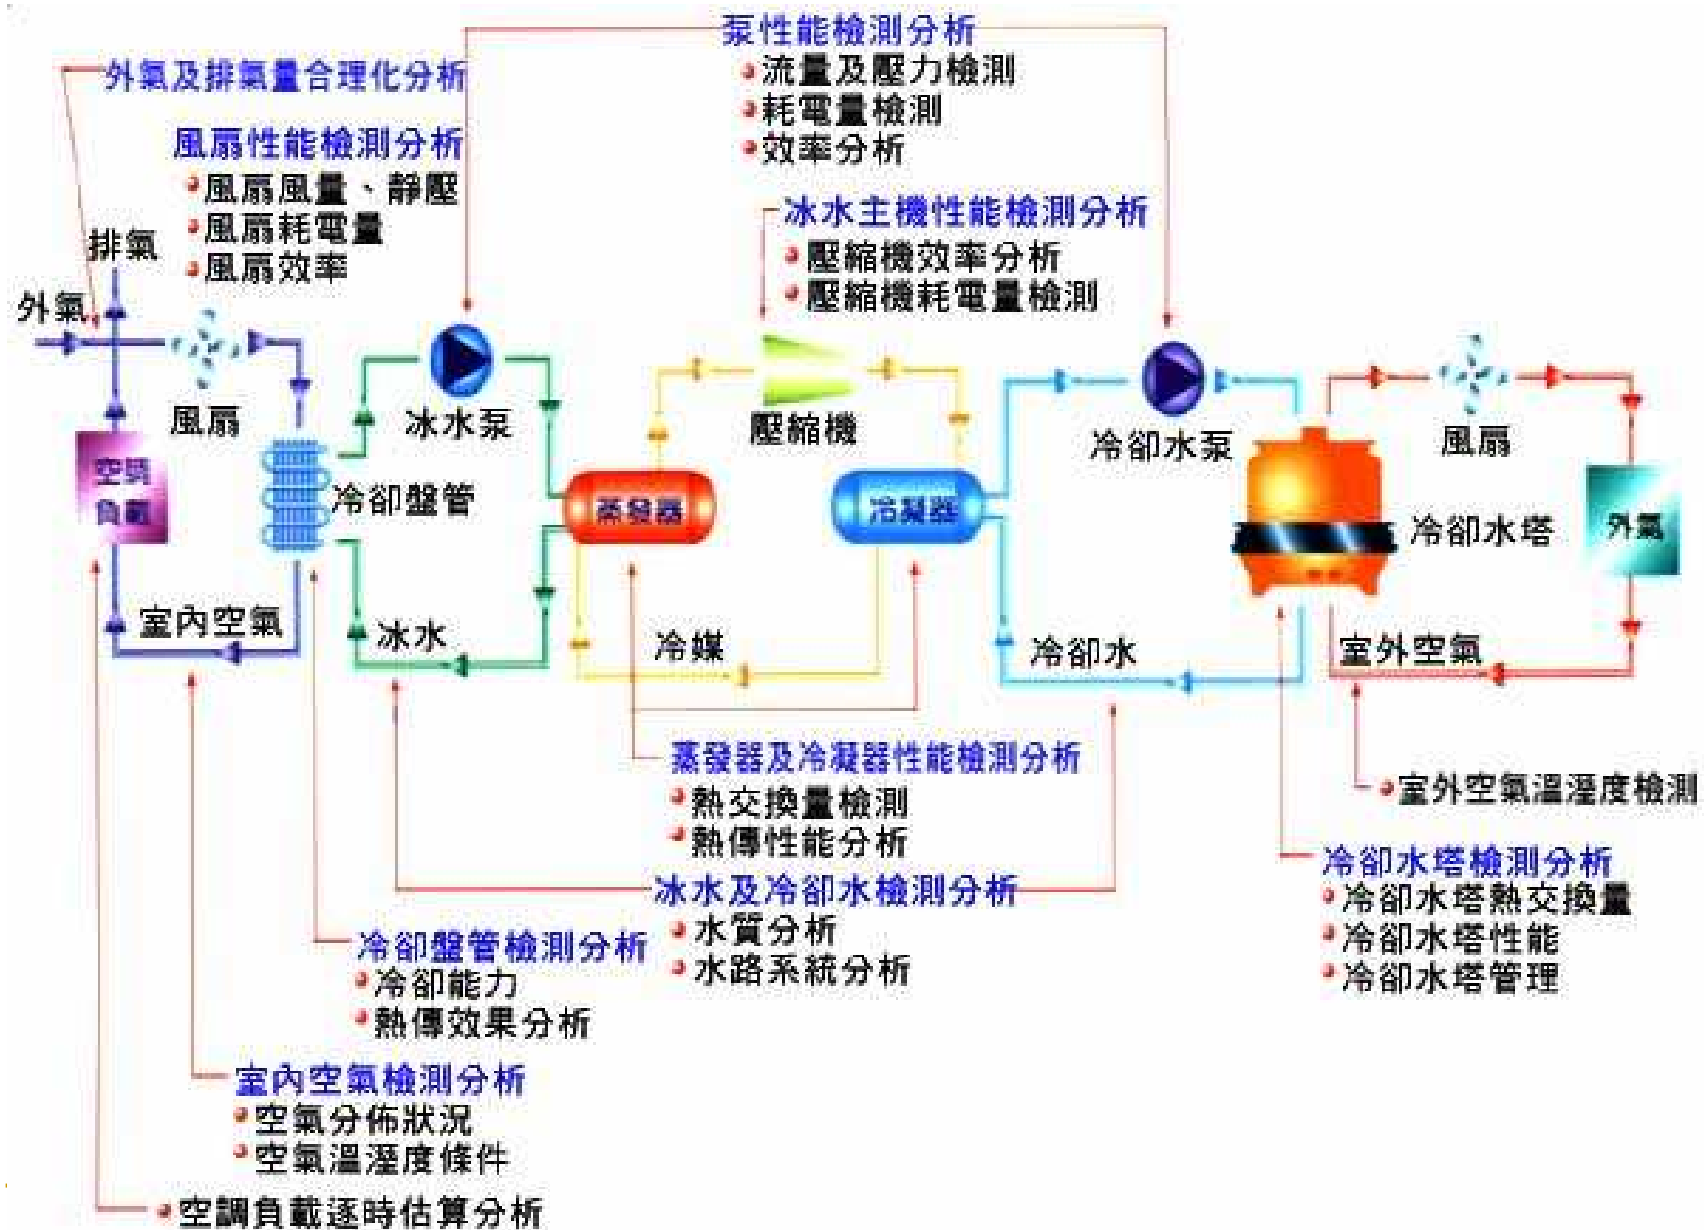 泵性能檢測分析
流量及壓力檢測
耗電量檢測
效率分析
外氣及排氣量合理化分析
風扇性能檢測分析
風扇風量、靜壓
風扇耗電量
風扇效率
冰水主機性能檢測分析
壓縮機效率分析
壓縮機耗電量檢測
排氣
外氣
風扇
冰水泵
壓縮機
冷卻水泵
風扇
空調
負載
冷卻盤管
蒸發器
冷凝器
冷卻水塔
外氣
室內空氣
冰水
冷媒
冷卻水
室外空氣
蒸發器及冷凝器性能檢測分析
熱交換量檢測
熱傳性能分析
室外空氣溫溼度檢測
冷卻水塔檢測分析
冷卻水塔熱交換量
冷卻水塔性能
冷卻水塔管理
冰水及冷卻水檢測分析
水質分析
水路系統分析
冷卻盤管檢測分析
冷卻能力
熱傳效果分析
室內空氣檢測分析
空氣分佈狀況
空氣溫溼度條件
空調負載逐時估算分析